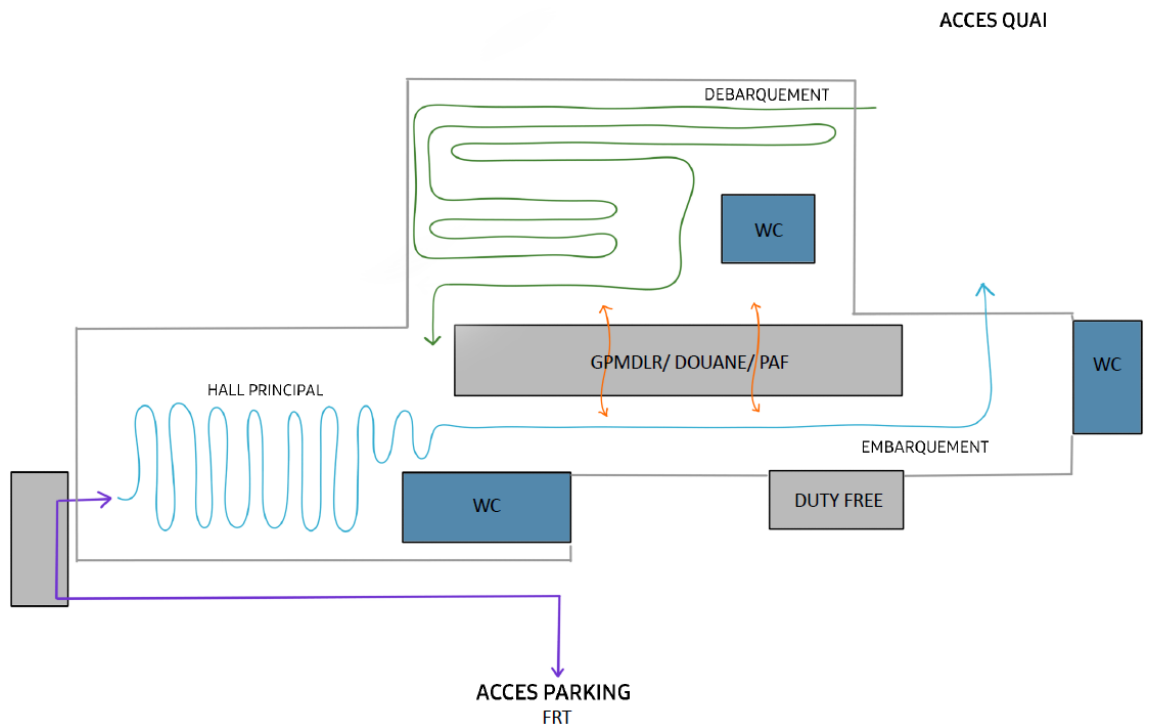 ACCES QUAI
DEBARQUEMENT
WC
GPMDLR/ DOUANE/ PAF
WC
HALL PRINCIPAL
EMBARQUEMENT
WC
DUTY FREE
ACCES PARKING
FRT